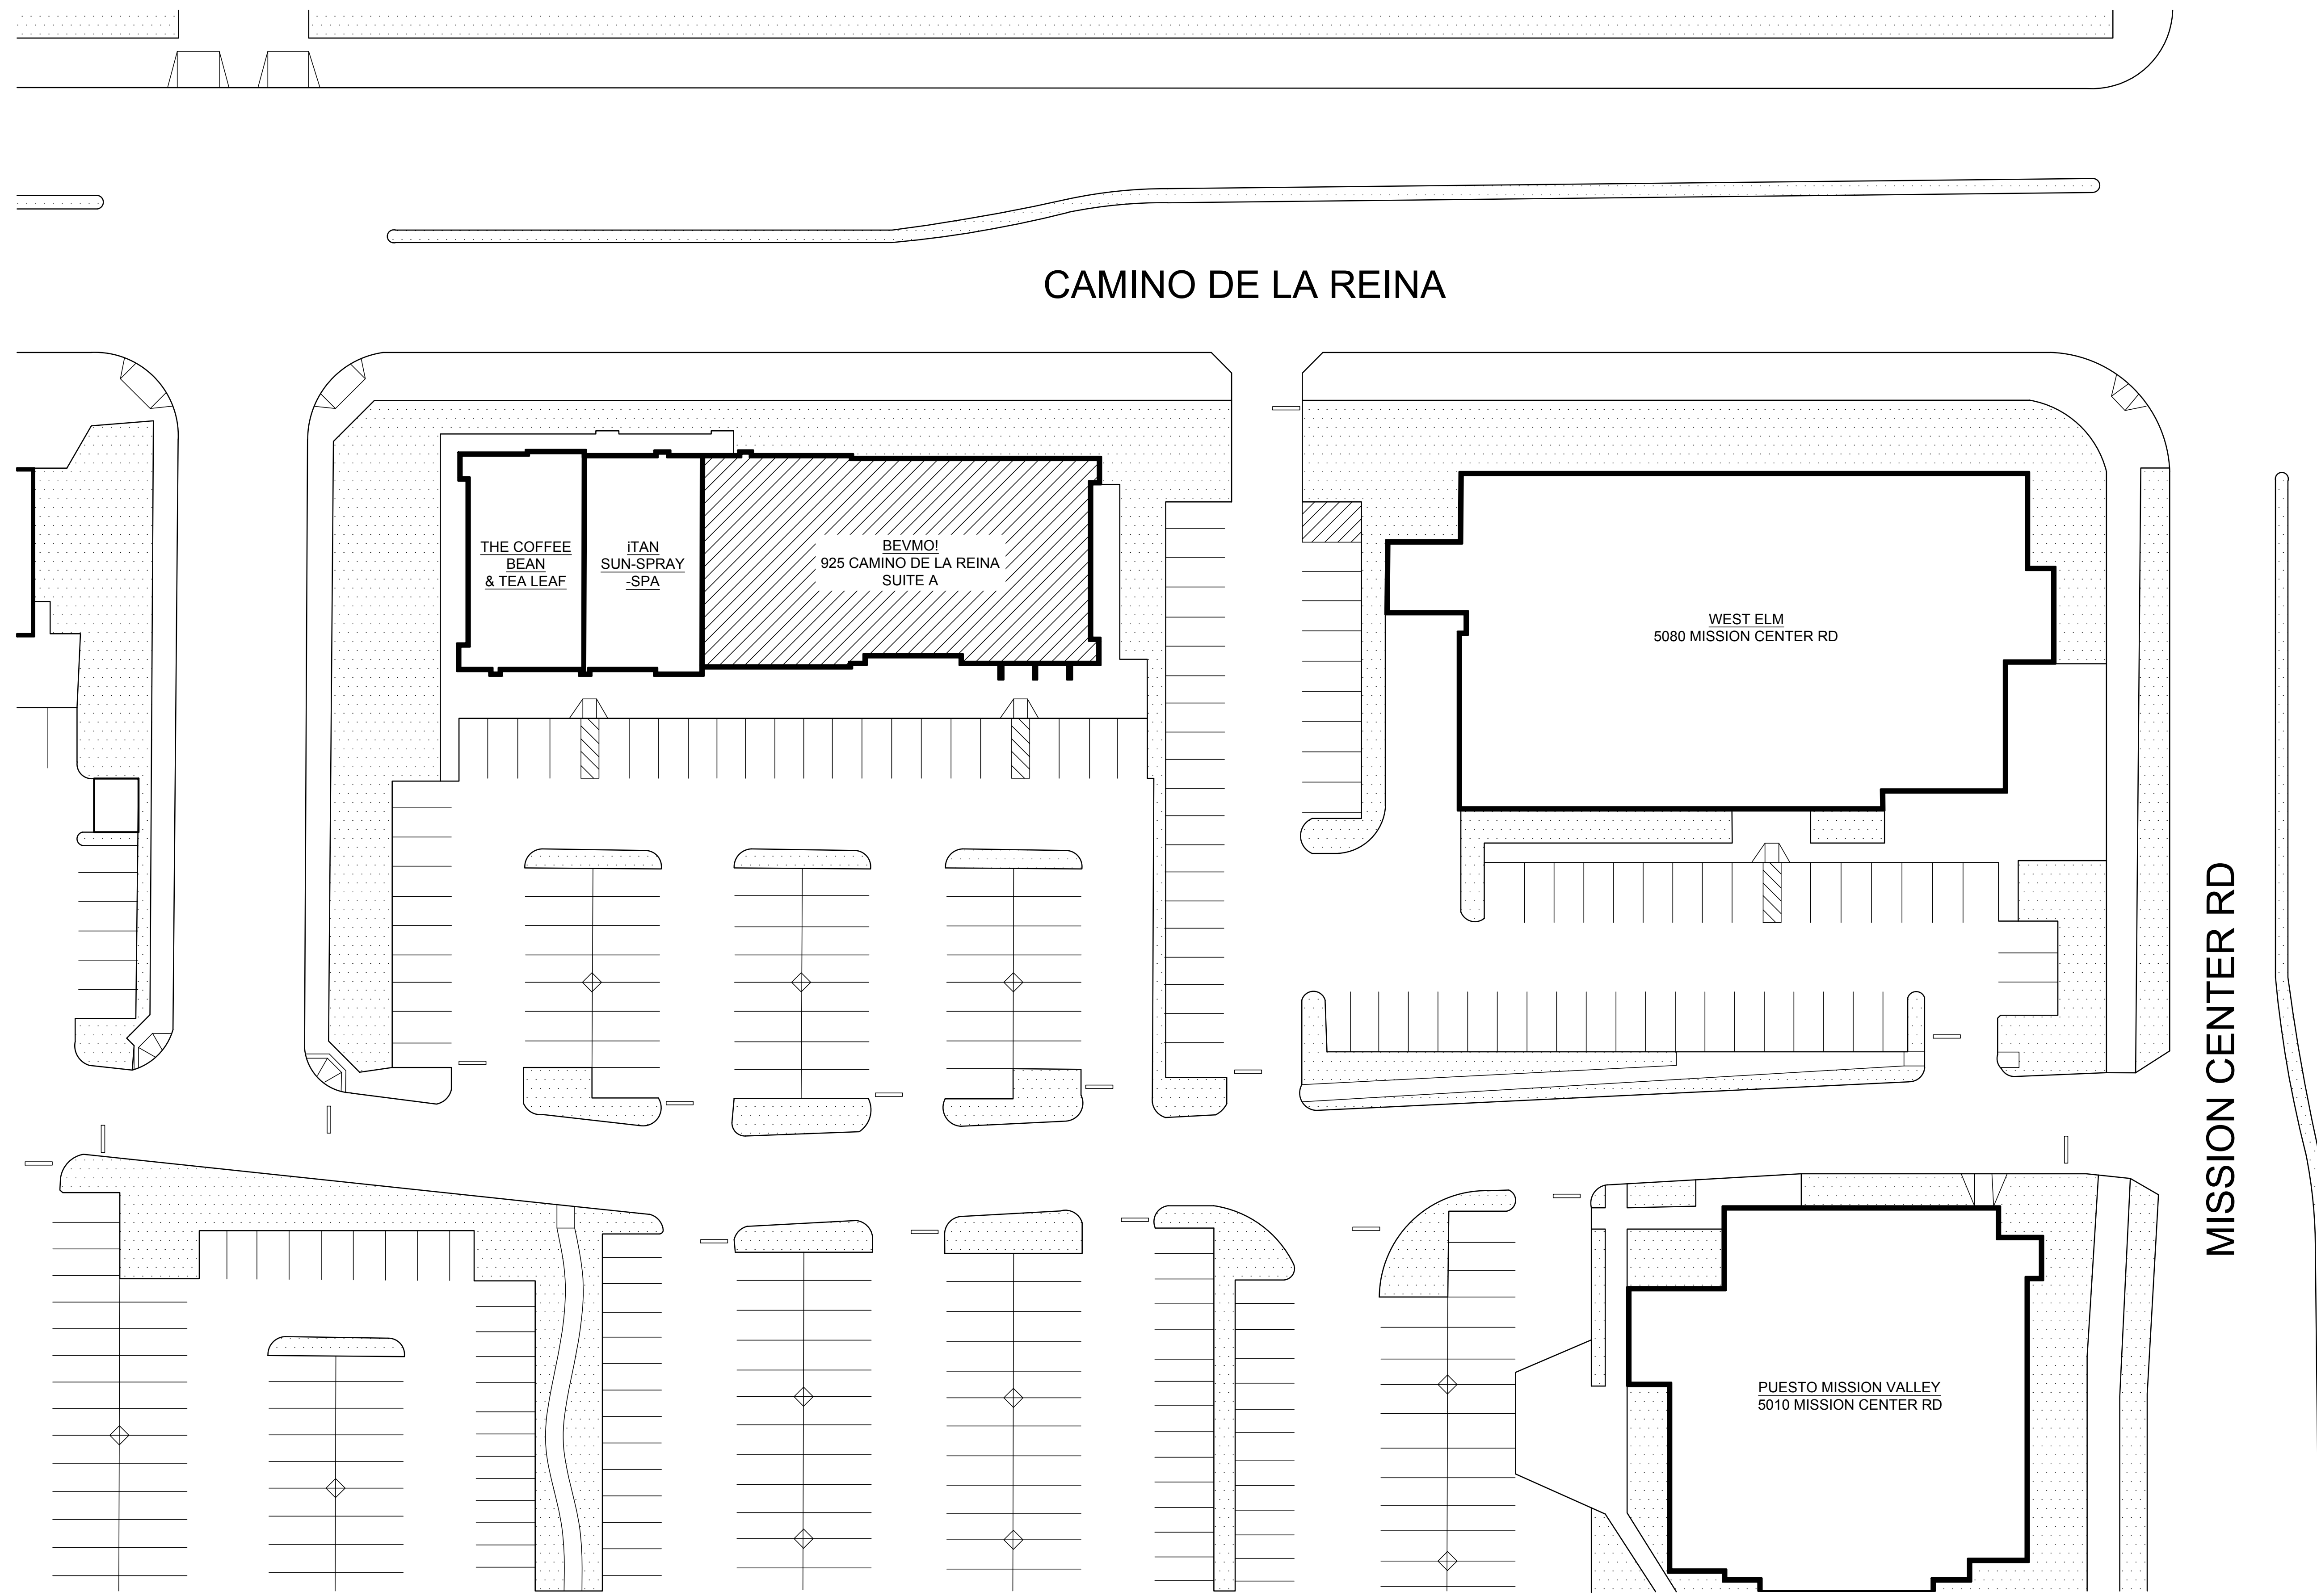 CAMINO DE LA REINA
THE COFFEE
BEAN
& TEA LEAF
iTAN
SUN-SPRAY
-SPA
BEVMO!
925 CAMINO DE LA REINA
SUITE A
WEST ELM
5080 MISSION CENTER RD
MISSION CENTER RD
PUESTO MISSION VALLEY
5010 MISSION CENTER RD